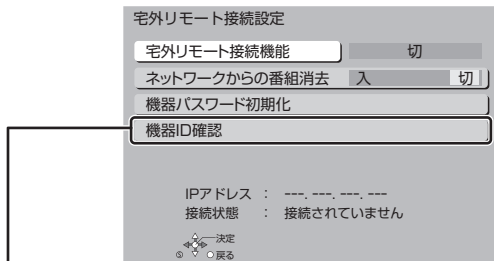 宅外リモート接続設定
宅外リモート接続機能 切
ネットワークからの番組消去 入 切
機器パスワード初期化
機器ID確認
IPアドレス : ---. ---. ---. ---
接続状態 : 接続されていません
決定
Ⓢ 戻る